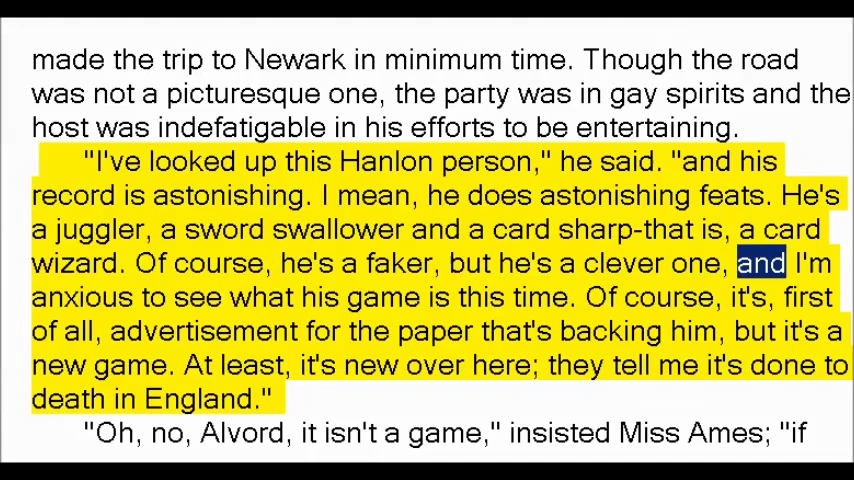 made the trip to Newark in minimum time. Though the road
was not a picturesque one, the party was in gay spirits and the
host was indefatigable in his efforts to be entertaining.
"I've looked up this Hanlon person," he said. "and his
record is astonishing. I mean, he does astonishing feats. He's
a juggler, a sword swallower and a card sharp-that is, a card
wizard. Of course, he's a faker, but he's a clever one, and I'm
anxious to see what his game is this time. Of course, it's, first
of all, advertisement for the paper that's backing him, but it's a
new game. At least, it's new over here; they tell me it's done to
death in England."
"Oh, no, Alvord, it isn't a game," insisted Miss Ames; "if